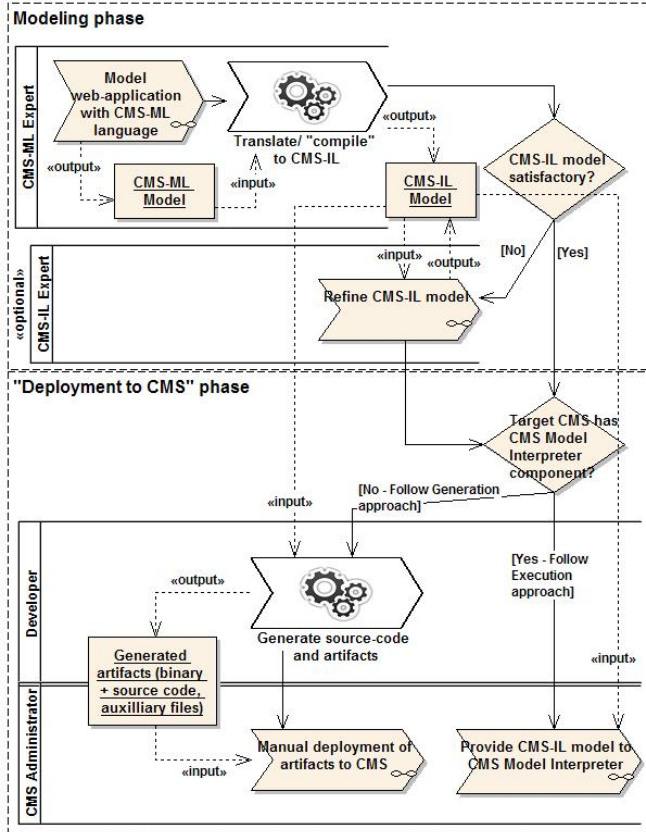 Modeling phase
CMS-ML Expert
Model
web-application
with CMS-ML
language
Translate/ "compile"
to CMS-IL
«output»
CMS-ML
Model
«input»
«output»
CMS-IL
Model
CMS-IL model
satisfactory?
[No]
[Yes]
«optional»
CMS-IL Expert
«input»
«output»
Refine CMS-IL model
"Deployment to CMS" phase
Target CMS has
CMS Model
Interpreter
component?
«input»
[No - Follow Generation
approach]
[Yes - Follow
Execution
approach]
Developer
«output»
Generate source-code
and artifacts
Generated
artifacts (binary
+ source code,
auxilliary files)
«input»
CMS Administrator
«input»
Manual deployment of
artifacts to CMS
Provide CMS-IL model to
CMS Model Interpreter